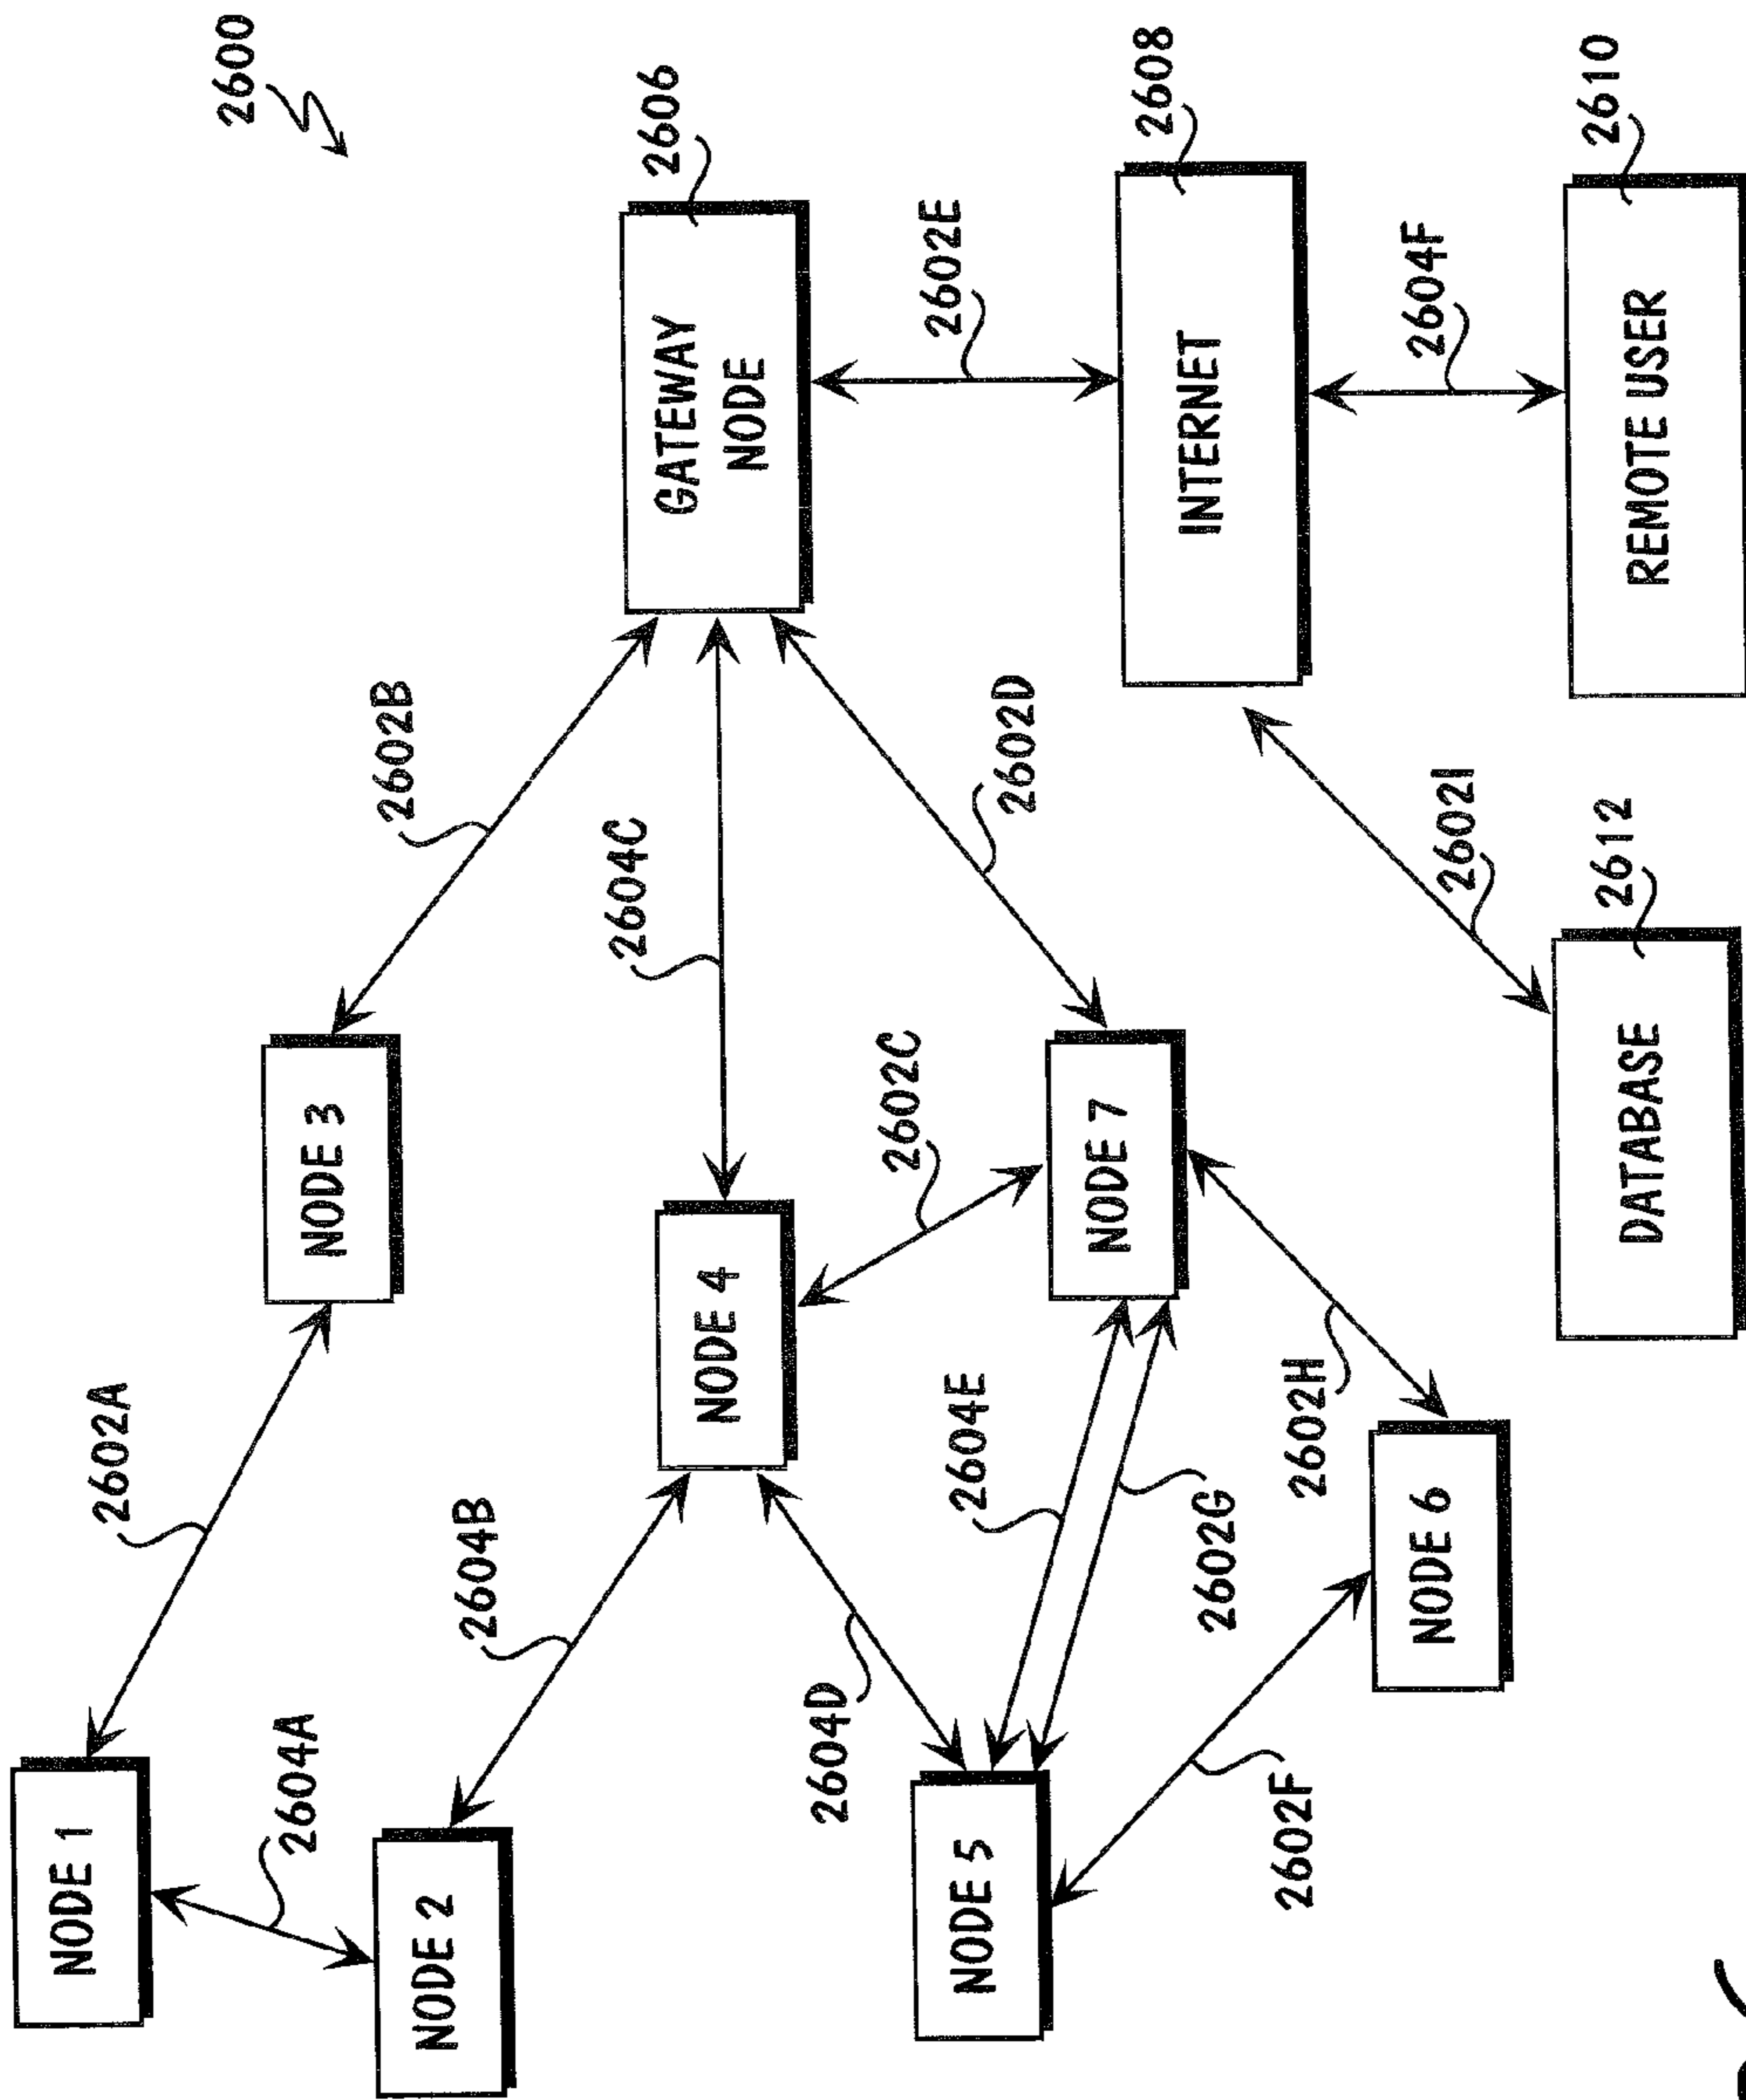 2600
NODE 1
2602A
NODE 3
2602B
GATEWAY
NODE
2606
2604A
NODE 2
2604B
NODE 4
2604C
2602E
2604D
2602C
2602D
NODE 5
2604E
NODE 7
INTERNET
2608
2602G
2602F
2602H
2602I
2604F
NODE 6
DATABASE
2612
REMOTE USER
2610